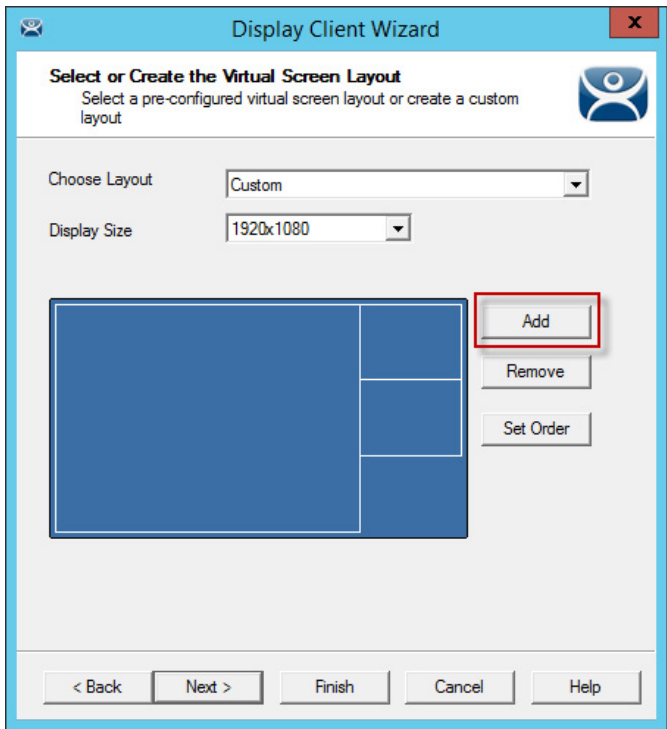 Display Client Wizard
x
Select or Create the Virtual Screen Layout
Select a pre-configured virtual screen layout or create a custom
layout
Choose Layout
Custom
Display Size
1920x1080
Add
Remove
Set Order
< Back
Next >
Finish
Cancel
Help